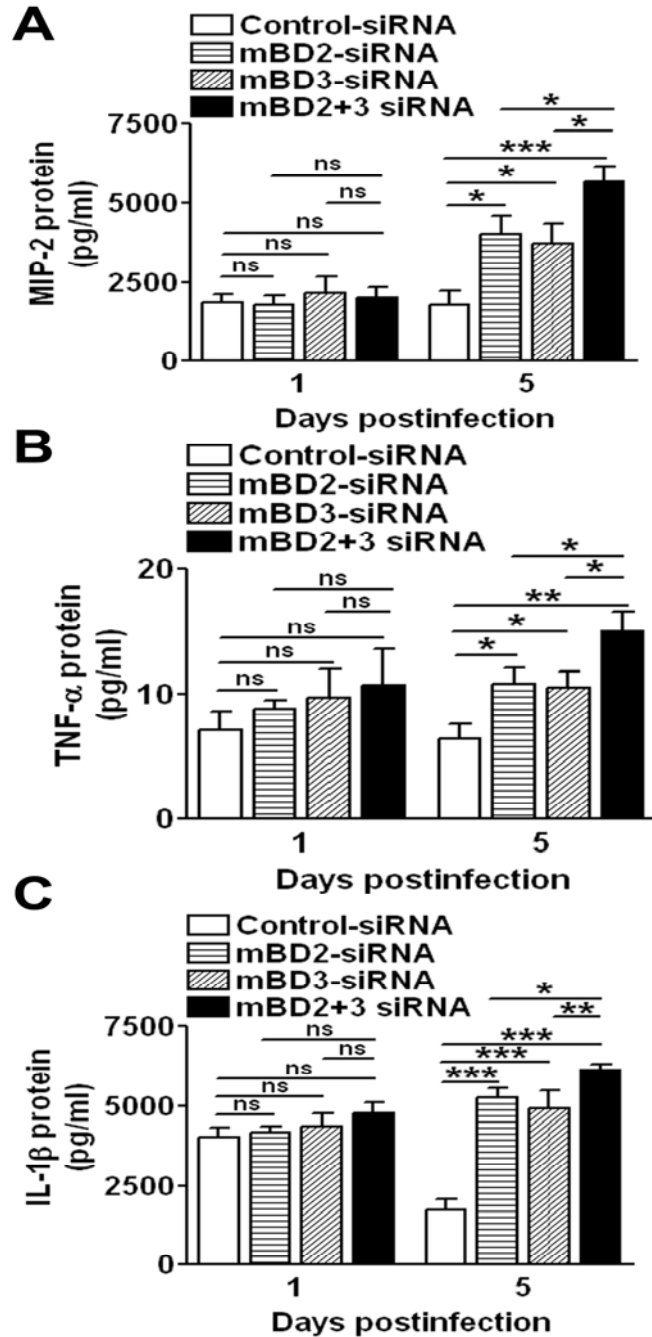 A
Control-siRNA
mBD2-siRNA
mBD3-siRNA
mBD2+3 siRNA
MIP-2 protein
(pg/ml)
7500
5000
2500
0
ns
ns
ns
ns
ns
*
*
***
*
*
1
5
Days postinfection
B
Control-siRNA
mBD2-siRNA
mBD3-siRNA
mBD2+3 siRNA
TNF-α protein
(pg/ml)
20
10
0
ns
ns
ns
ns
ns
*
*
**
*
*
1
5
Days postinfection
C
Control-siRNA
mBD2-siRNA
mBD3-siRNA
mBD2+3 siRNA
IL-1β protein
(pg/ml)
7500
5000
2500
0
ns
ns
ns
ns
ns
*
**
***
***
***
1
5
Days postinfection